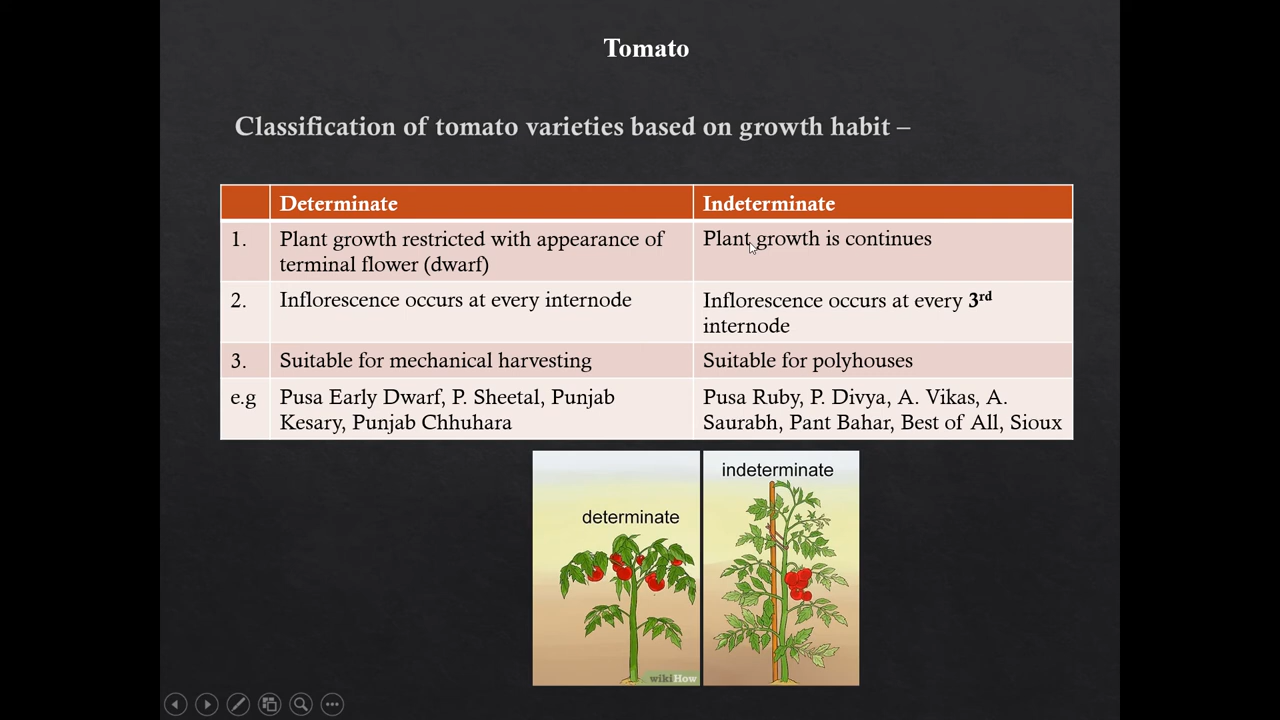 Tomato
Classification of tomato varieties based on growth habit –
Determinate
Indeterminate
1.
Plant growth restricted with appearance of
terminal flower (dwarf)
Plant growth is continues
2.
Inflorescence occurs at every internode
Inflorescence occurs at every 3rd
internode
3.
Suitable for mechanical harvesting
Suitable for polyhouses
e.g
Pusa Early Dwarf, P. Sheetal, Punjab
Kesary, Punjab Chhuhara
Pusa Ruby, P. Divya, A. Vikas, A.
Saurabh, Pant Bahar, Best of All, Sioux
determinate
indeterminate
wikiHow